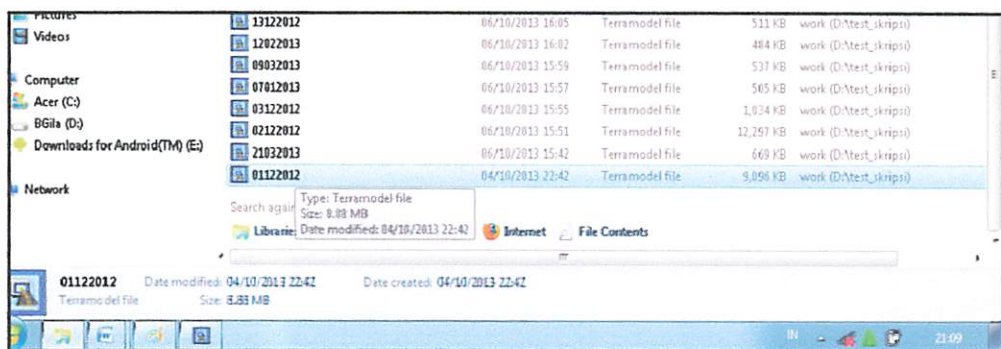 Pictures
Videos
Computer
Acer (C:)
BGila (D:)
Downloads for Android(TM) (E:)
Network
13122012 06/10/2013 16:05 Terramodel file 511 KB work (D:\test_skripsi)
12022013 06/10/2013 16:02 Terramodel file 484 KB work (D:\test_skripsi)
09032013 06/10/2013 15:59 Terramodel file 537 KB work (D:\test_skripsi)
07012013 06/10/2013 15:57 Terramodel file 505 KB work (D:\test_skripsi)
03122012 06/10/2013 15:55 Terramodel file 1,034 KB work (D:\test_skripsi)
02122012 06/10/2013 15:51 Terramodel file 12,297 KB work (D:\test_skripsi)
21032013 06/10/2013 15:42 Terramodel file 669 KB work (D:\test_skripsi)
01122012 04/10/2013 22:42 Terramodel file 9,096 KB work (D:\test_skripsi)
Search again
Type: Terramodel file
Size: 8.88 MB
Date modified: 04/10/2013 22:42
Libraries Internet File Contents
01122012 Date modified: 04/10/2013 22:42 Date created: 04/10/2013 22:42
Terramodel file Size: 8.88 MB
IN 21:09